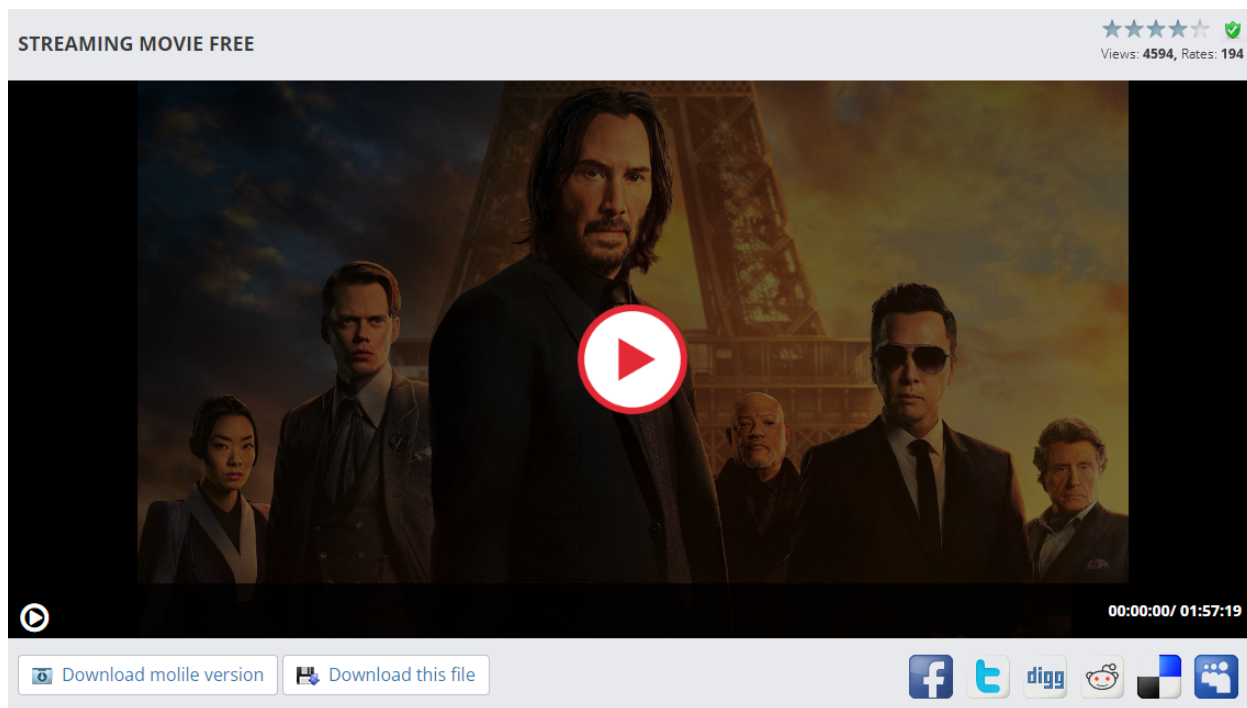 STREAMING MOVIE FREE
Views: 4594, Rates: 194
00:00:00/ 01:57:19
Download molile version
Download this file
digg